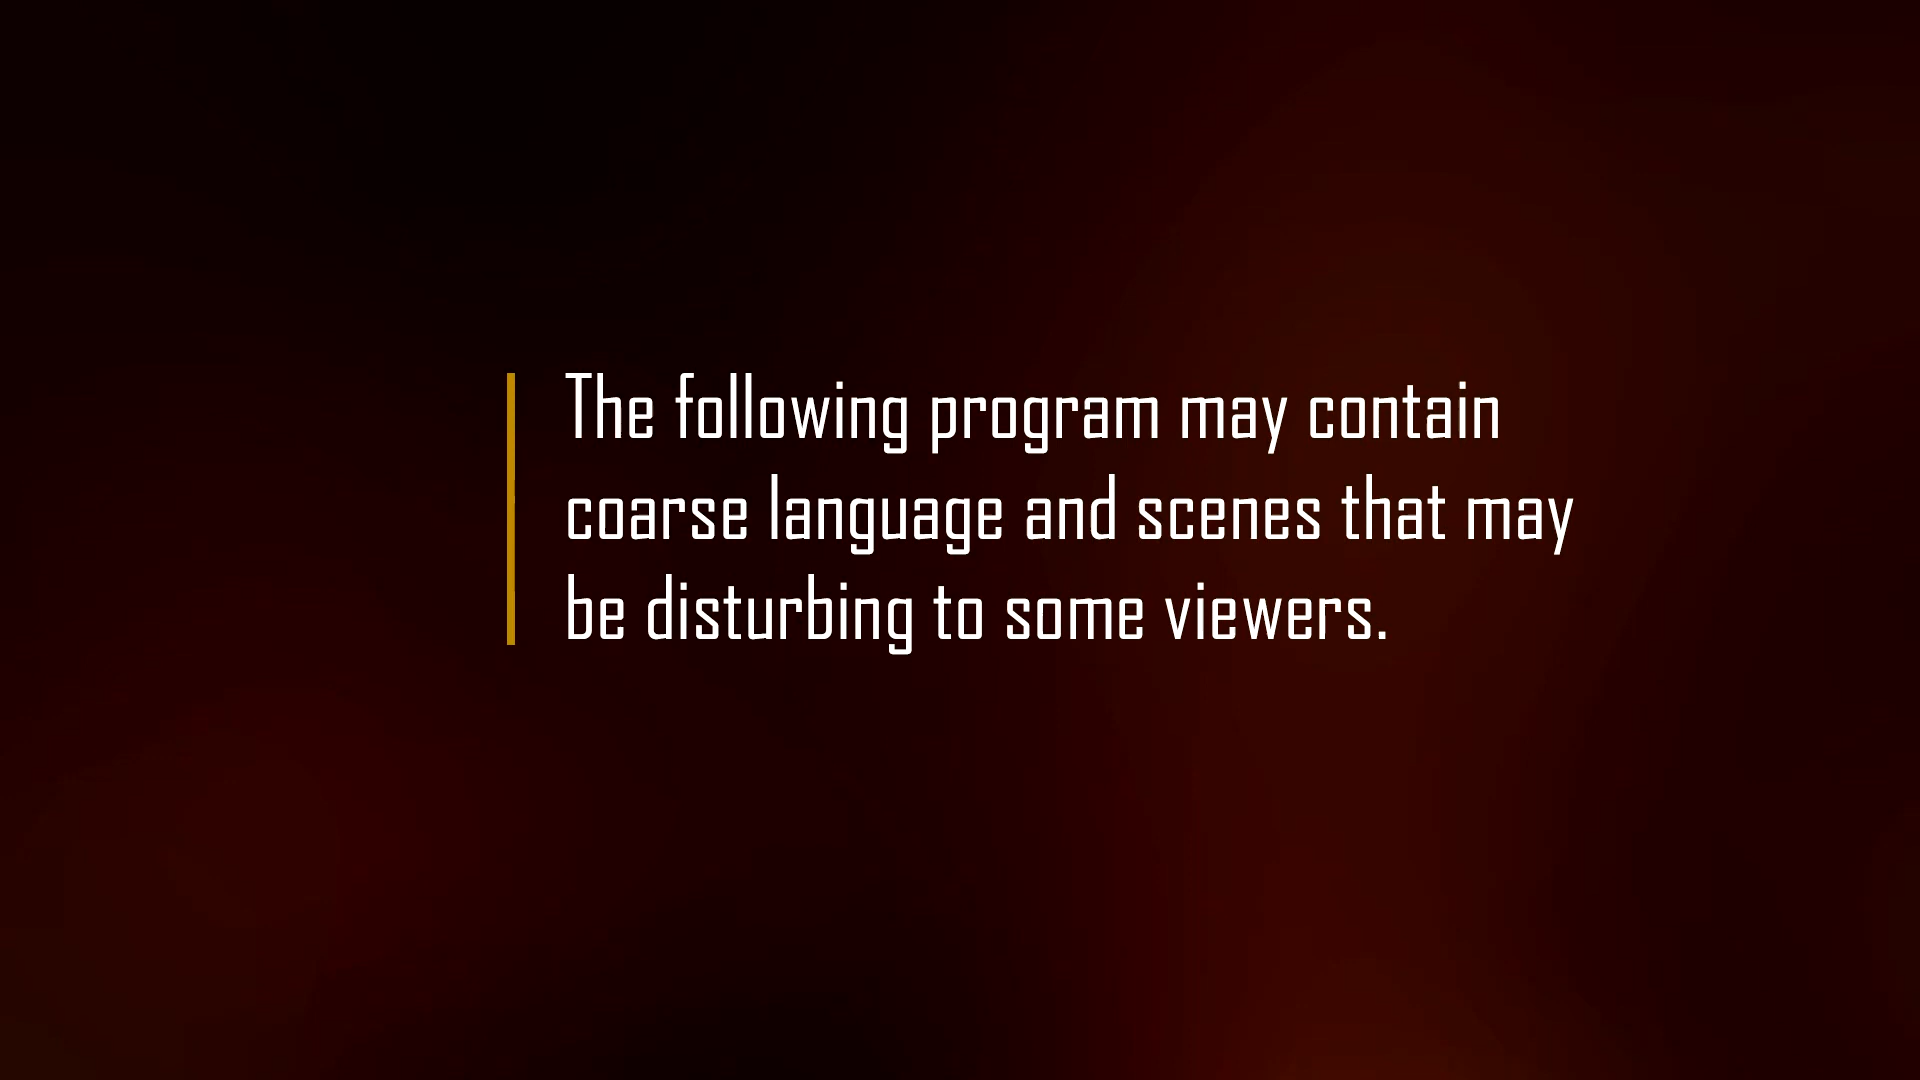 The following program may contain
coarse language and scenes that may
be disturbing to some viewers.